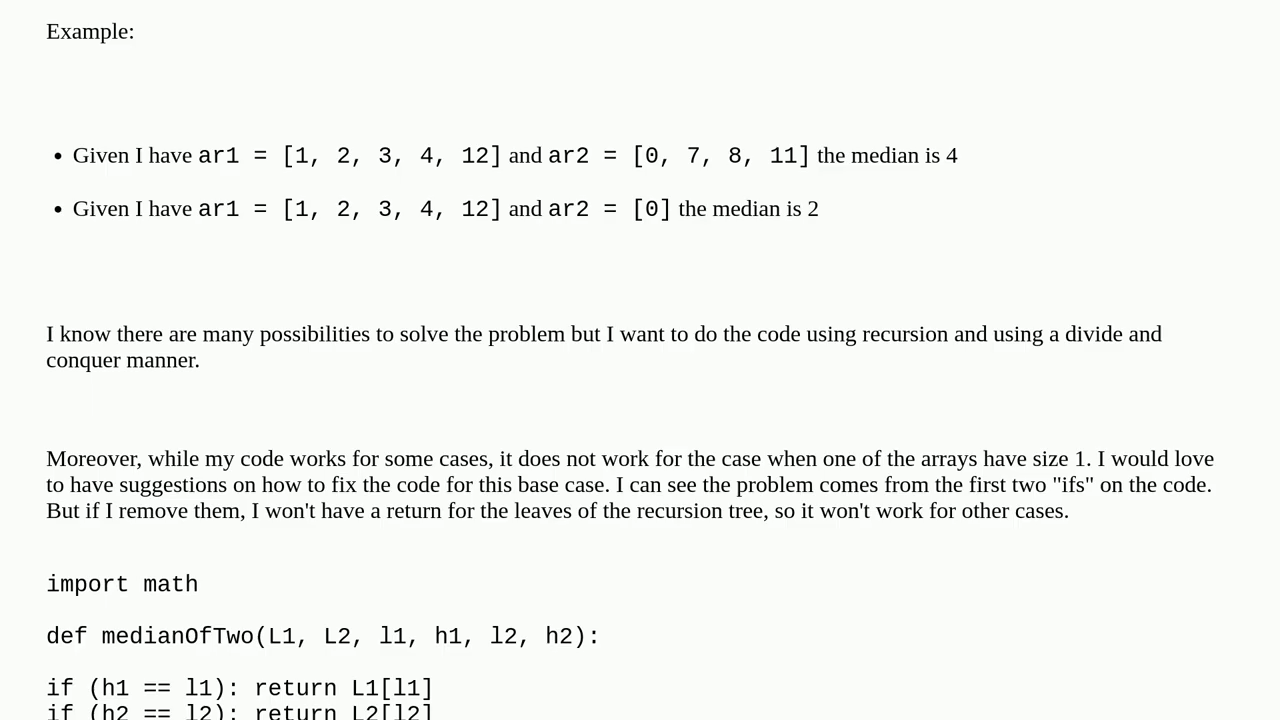 Example:
• Given I have ar1 = [1, 2, 3, 4, 12] and ar2 = [0, 7, 8, 11] the median is 4
• Given I have ar1 = [1, 2, 3, 4, 12] and ar2 = [0] the median is 2
I know there are many possibilities to solve the problem but I want to do the code using recursion and using a divide and
conquer manner.
Moreover, while my code works for some cases, it does not work for the case when one of the arrays have size 1. I would love
to have suggestions on how to fix the code for this base case. I can see the problem comes from the first two "ifs" on the code.
But if I remove them, I won't have a return for the leaves of the recursion tree, so it won't work for other cases.
import math
def medianOfTwo(L1, L2, l1, h1, l2, h2):
if (h1 == l1): return L1[l1]
if (h2 == l2): return L2[l2]